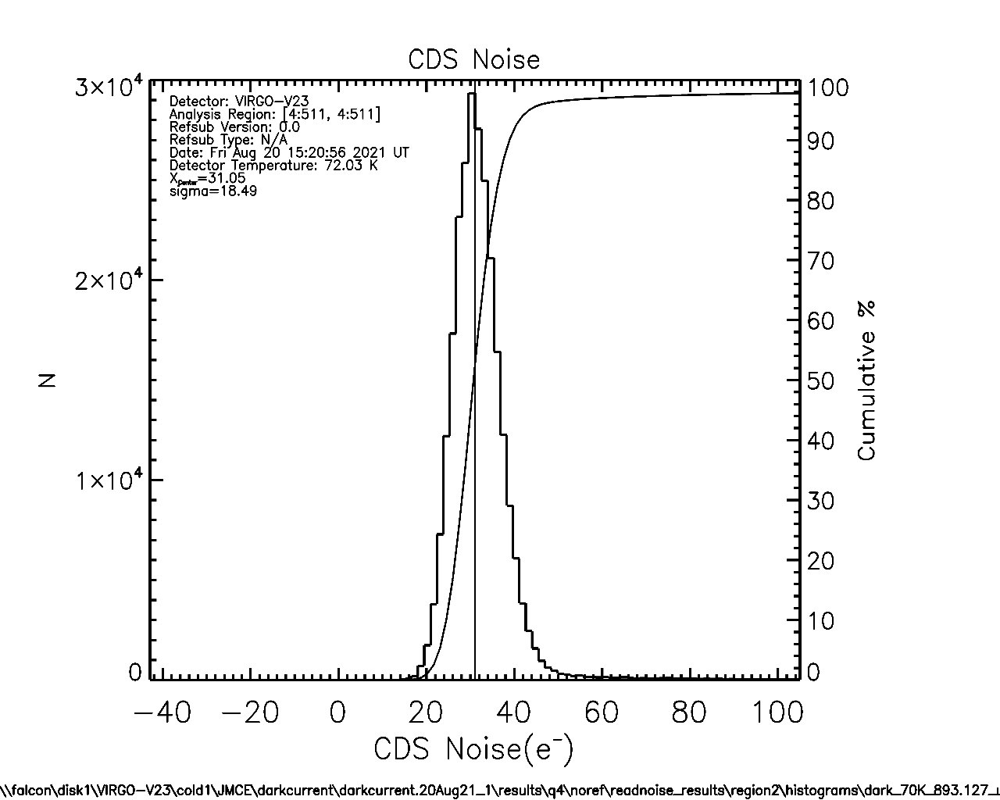 CDS Noise
3×10⁴
2×10⁴
1×10⁴
0
N
Detector: VIRGO-V23
Analysis Region: [4:511, 4:511]
Refsub Version: 0.0
Refsub Type: N/A
Date: Fri Aug 20 15:20:56 2021 UT
Detector Temperature: 72.03 K
XCenter=31.05
sigma=18.49
100
90
80
70
60
50
40
30
20
10
0
Cumulative %
−40 −20 0 20 40 60 80 100
CDS Noise(e⁻)
\\falcon\disk1\VIRGO-V23\cold1\JMCE\darkcurrent\darkcurrent.20Aug21_1\results\q4\noref\readnoise_results\region2\histograms\dark_70K_893.127_